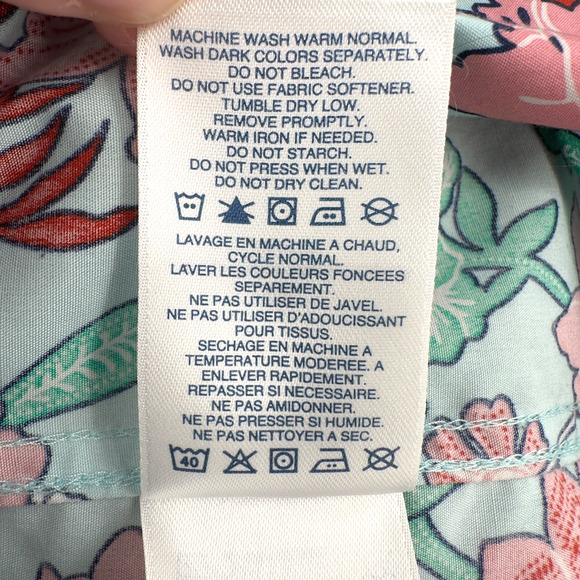 MACHINE WASH WARM NORMAL.
WASH DARK COLORS SEPARATELY.
DO NOT BLEACH.
DO NOT USE FABRIC SOFTENER.
TUMBLE DRY LOW.
REMOVE PROMPTLY.
WARM IRON IF NEEDED.
DO NOT STARCH.
DO NOT PRESS WHEN WET.
DO NOT DRY CLEAN.
LAVAGE EN MACHINE A CHAUD,
CYCLE NORMAL.
LAVER LES COULEURS FONCEES
SEPAREMENT.
NE PAS UTILISER DE JAVEL.
NE PAS UTILISER D'ADOUCISSANT
POUR TISSUS.
SECHAGE EN MACHINE A
TEMPERATURE MODEREE. A
ENLEVER RAPIDEMENT.
REPASSER SI NECESSAIRE.
NE PAS AMIDONNER.
NE PAS PRESSER SI HUMIDE.
NE PAS NETTOYER A SEC.
40